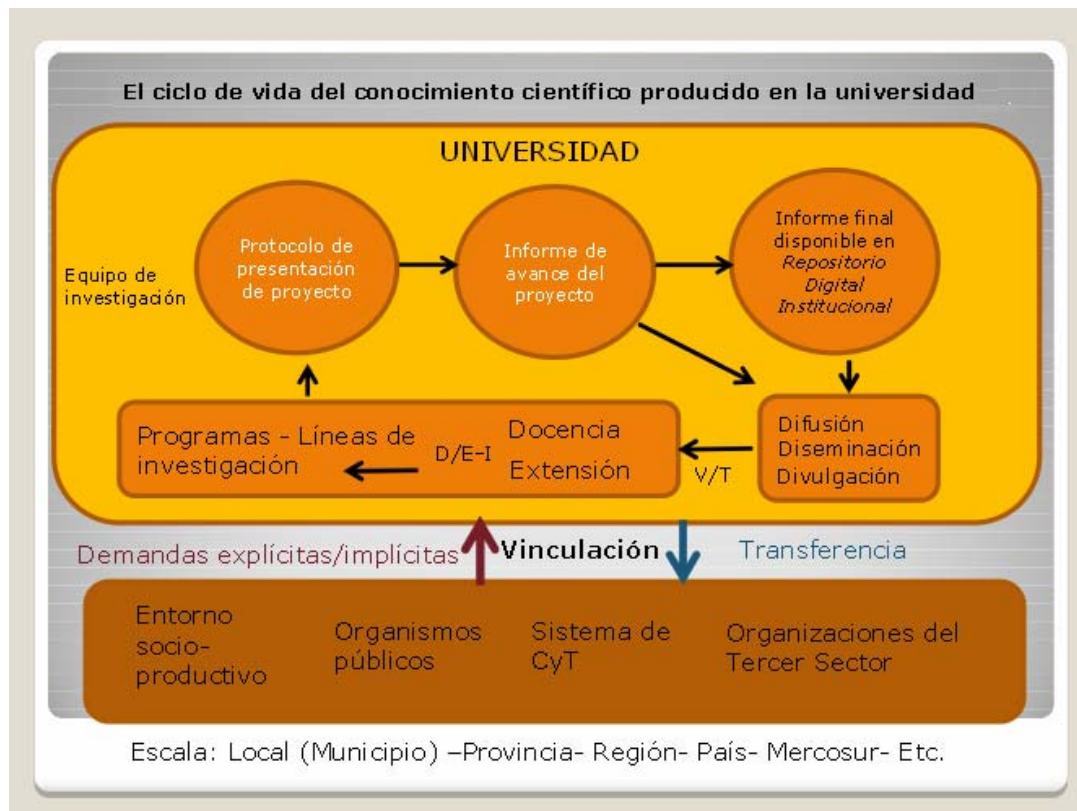 El ciclo de vida del conocimiento científico producido en la universidad
UNIVERSIDAD
Equipo de
investigación
Protocolo de
presentación
de proyecto
Informe de
avance del
proyecto
Informe final
disponible en
Repositorio
Digital
Institucional
Programas - Líneas de
investigación
D/E-I
Docencia
Extensión
V/T
Difusión
Diseminación
Divulgación
Demandas explícitas/implícitas
Vinculación
Transferencia
Entorno
socio-
productivo
Organismos
públicos
Sistema de
CyT
Organizaciones del
Tercer Sector
Escala: Local (Municipio) –Provincia- Región- País- Mercosur- Etc.